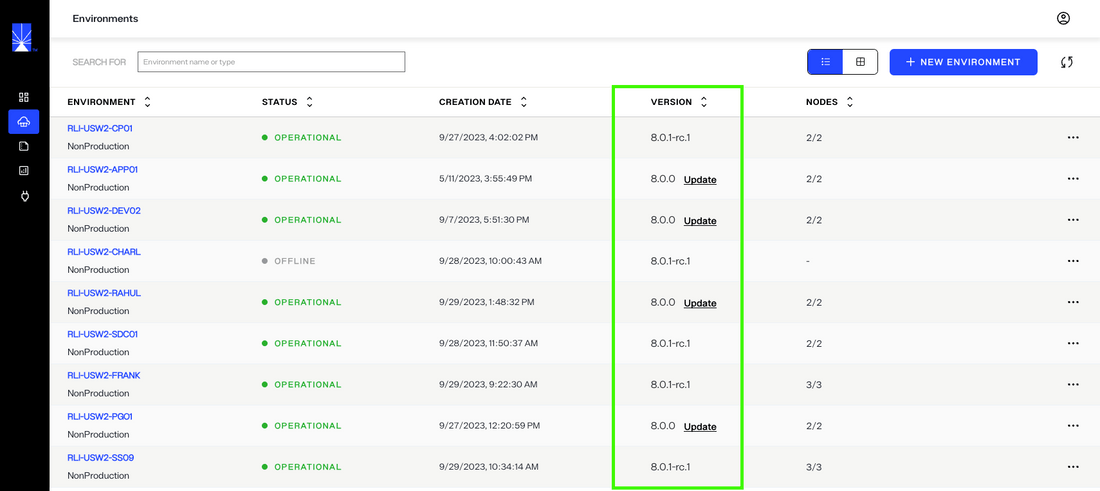 Environments
SEARCH FOR Environment name or type + NEW ENVIRONMENT
ENVIRONMENT STATUS CREATION DATE VERSION NODES
RLI-USW2-CP01
NonProduction OPERATIONAL 9/27/2023, 4:02:02 PM 8.0.1-rc.1 2/2
RLI-USW2-APP01
NonProduction OPERATIONAL 5/11/2023, 3:55:49 PM 8.0.0 Update 2/2
RLI-USW2-DEV02
NonProduction OPERATIONAL 9/7/2023, 5:51:30 PM 8.0.0 Update 2/2
RLI-USW2-CHARL
NonProduction OFFLINE 9/28/2023, 10:00:43 AM 8.0.1-rc.1 -
RLI-USW2-RAHUL
NonProduction OPERATIONAL 9/29/2023, 1:48:32 PM 8.0.0 Update 2/2
RLI-USW2-SDC01
NonProduction OPERATIONAL 9/28/2023, 11:50:37 AM 8.0.1-rc.1 2/2
RLI-USW2-FRANK
NonProduction OPERATIONAL 9/29/2023, 9:22:30 AM 8.0.1-rc.1 3/3
RLI-USW2-PG01
NonProduction OPERATIONAL 9/27/2023, 12:20:59 PM 8.0.0 Update 2/2
RLI-USW2-SS09
NonProduction OPERATIONAL 9/29/2023, 10:34:14 AM 8.0.1-rc.1 3/3